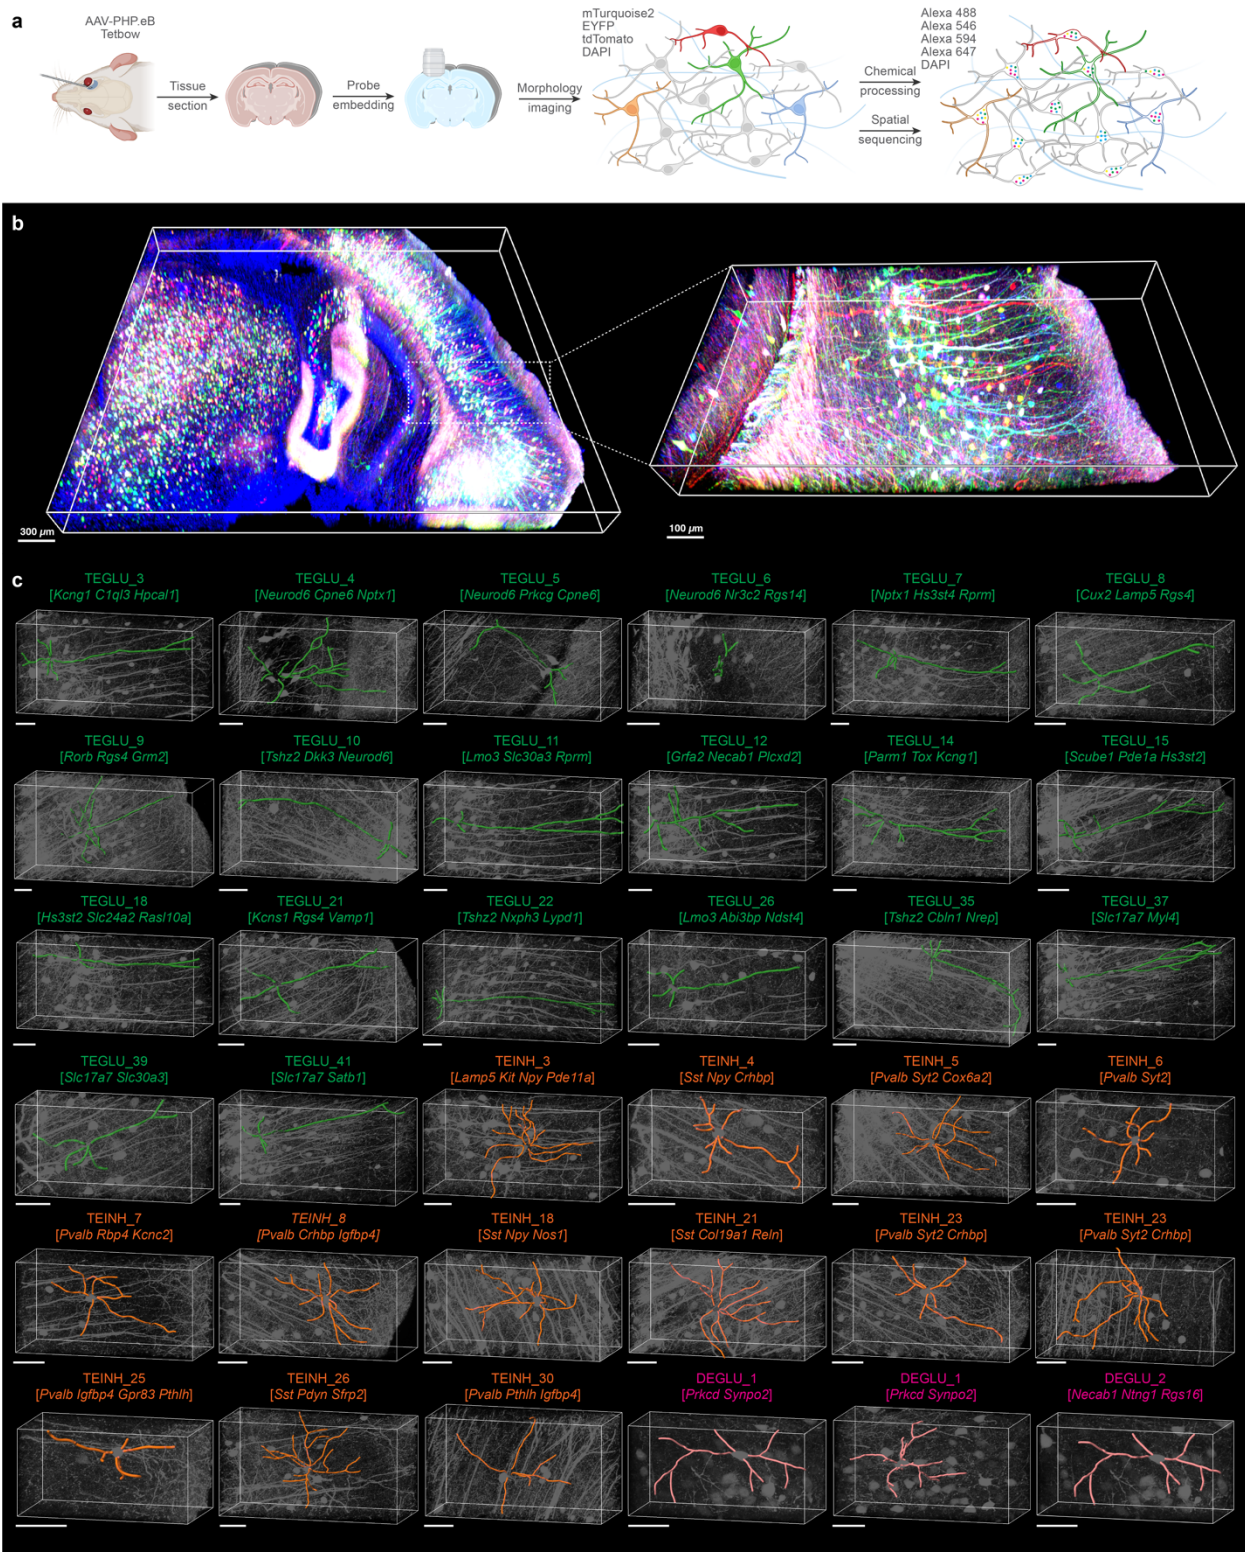 a
AAV-PHP.eB
Tetbow
Tissue
section
Probe
embedding
Morphology
imaging
mTurquoise2
EYFP
tdTomato
DAPI
Chemical
processing
Spatial
sequencing
Alexa 488
Alexa 546
Alexa 594
Alexa 647
DAPI
b
300 µm
100 µm
c
TEGLU_3
[Kcng1 C1ql3 Hpcal1]
TEGLU_4
[Neurod6 Cpne6 Nptx1]
TEGLU_5
[Neurod6 Prkcg Cpne6]
TEGLU_6
[Neurod6 Nr3c2 Rgs14]
TEGLU_7
[Nptx1 Hs3st4 Rprm]
TEGLU_8
[Cux2 Lamp5 Rgs4]
TEGLU_9
[Rorb Rgs4 Grm2]
TEGLU_10
[Tshz2 Dkk3 Neurod6]
TEGLU_11
[Lmo3 Slc30a3 Rprm]
TEGLU_12
[Grfa2 Necab1 Plcxd2]
TEGLU_14
[Parm1 Tox Kcng1]
TEGLU_15
[Scube1 Pde1a Hs3st2]
TEGLU_18
[Hs3st2 Slc24a2 Rasl10a]
TEGLU_21
[Kcns1 Rgs4 Vamp1]
TEGLU_22
[Tshz2 Nxph3 Lypd1]
TEGLU_26
[Lmo3 Abi3bp Ndst4]
TEGLU_35
[Tshz2 Cbln1 Nrep]
TEGLU_37
[Slc17a7 Myl4]
TEGLU_39
[Slc17a7 Slc30a3]
TEGLU_41
[Slc17a7 Satb1]
TEINH_3
[Lamp5 Kit Npy Pde11a]
TEINH_4
[Sst Npy Crhbp]
TEINH_5
[Pvalb Syt2 Cox6a2]
TEINH_6
[Pvalb Syt2]
TEINH_7
[Pvalb Rbp4 Kcnc2]
TEINH_8
[Pvalb Crhbp Igfbp4]
TEINH_18
[Sst Npy Nos1]
TEINH_21
[Sst Col19a1 Reln]
TEINH_23
[Pvalb Syt2 Crhbp]
TEINH_23
[Pvalb Syt2 Crhbp]
TEINH_25
[Pvalb Igfbp4 Gpr83 Pthlh]
TEINH_26
[Sst Pdyn Sfrp2]
TEINH_30
[Pvalb Pthlh Igfbp4]
DEGLU_1
[Prkcd Synpo2]
DEGLU_1
[Prkcd Synpo2]
DEGLU_2
[Necab1 Ntng1 Rgs16]